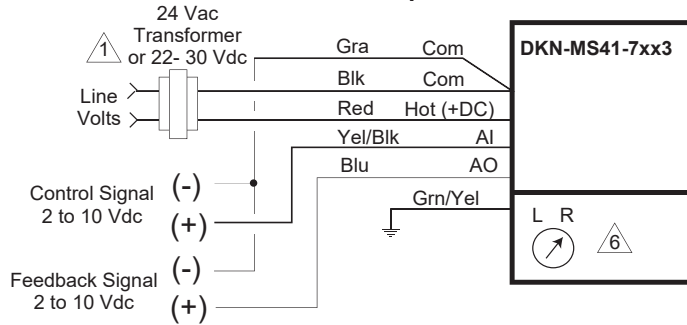 24 Vac
Transformer
or 22- 30 Vdc
1
Line
Volts
Gra Com
Blk Com
Red Hot (+DC)
Yel/Blk AI
Blu AO
Grn/Yel
DKN-MS41-7xx3
L R
6
Control Signal
2 to 10 Vdc
(-)
(+)
Feedback Signal
2 to 10 Vdc
(-)
(+)